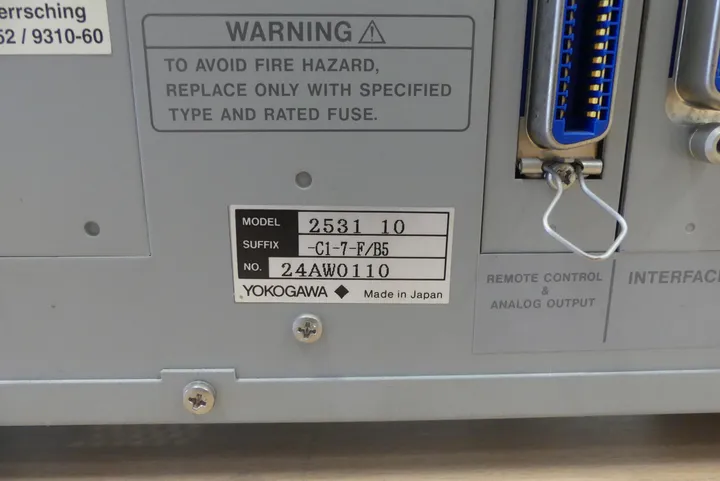 errsching
52 / 9310-60
WARNING
TO AVOID FIRE HAZARD,
REPLACE ONLY WITH SPECIFIED
TYPE AND RATED FUSE.
MODEL 2531 10
SUFFIX -C1-7-F/B5
NO. 24AW0110
YOKOGAWA ◆ Made in Japan
REMOTE CONTROL
&
ANALOG OUTPUT
INTERFAC